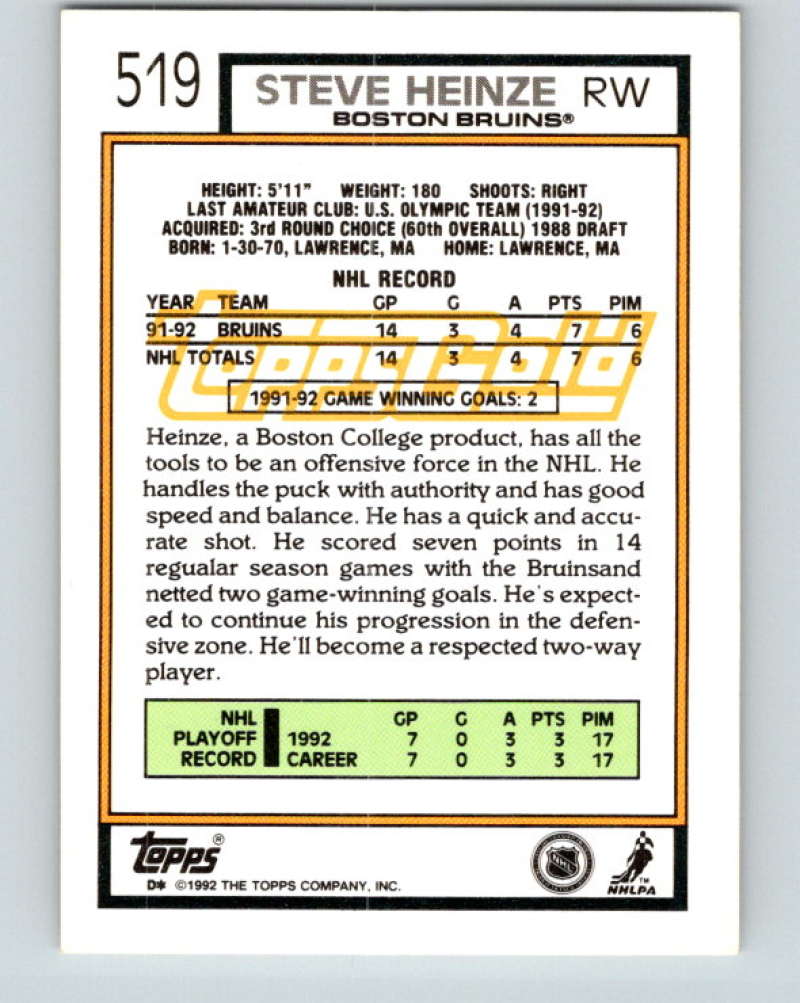 519
STEVE HEINZE RW
BOSTON BRUINS®
HEIGHT: 5'11" WEIGHT: 180 SHOOTS: RIGHT
LAST AMATEUR CLUB: U.S. OLYMPIC TEAM (1991-92)
ACQUIRED: 3rd ROUND CHOICE (60th OVERALL) 1988 DRAFT
BORN: 1-30-70, LAWRENCE, MA HOME: LAWRENCE, MA
NHL RECORD
YEAR TEAM GP G A PTS PIM
91-92 BRUINS 14 3 4 7 6
NHL TOTALS 14 3 4 7 6
ToppsGold
1991-92 GAME WINNING GOALS: 2
Heinze, a Boston College product, has all the
tools to be an offensive force in the NHL. He
handles the puck with authority and has good
speed and balance. He has a quick and accu-
rate shot. He scored seven points in 14
regualar season games with the Bruinsand
netted two game-winning goals. He's expect-
ed to continue his progression in the defen-
sive zone. He'll become a respected two-way
player.
NHL GP G A PTS PIM
PLAYOFF 1992 7 0 3 3 17
RECORD CAREER 7 0 3 3 17
Topps®
D* ©1992 THE TOPPS COMPANY, INC.
NHL
NHLPA™